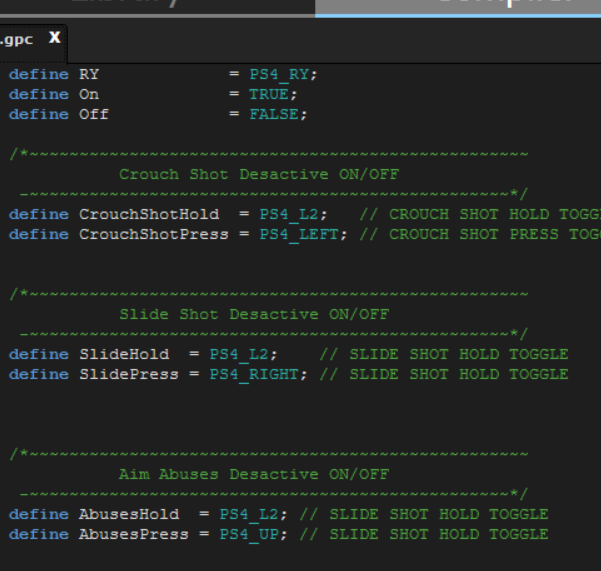 .gpc X
define RY = PS4_RY;
define On = TRUE;
define Off = FALSE;
/*~~~~~~~~~~~~~~~~~~~~~~~~~~~~~~~~~~~~~~~~~~~~~~~~~~
Crouch Shot Desactive ON/OFF
-~~~~~~~~~~~~~~~~~~~~~~~~~~~~~~~~~~~~~~~~~~~~~~~~*/
define CrouchShotHold = PS4_L2; // CROUCH SHOT HOLD TOGG
define CrouchShotPress = PS4_LEFT; // CROUCH SHOT PRESS TOG
/*~~~~~~~~~~~~~~~~~~~~~~~~~~~~~~~~~~~~~~~~~~~~~~~~~~
Slide Shot Desactive ON/OFF
-~~~~~~~~~~~~~~~~~~~~~~~~~~~~~~~~~~~~~~~~~~~~~~~~*/
define SlideHold = PS4_L2; // SLIDE SHOT HOLD TOGGLE
define SlidePress = PS4_RIGHT; // SLIDE SHOT HOLD TOGGLE
/*~~~~~~~~~~~~~~~~~~~~~~~~~~~~~~~~~~~~~~~~~~~~~~~~~~
Aim Abuses Desactive ON/OFF
-~~~~~~~~~~~~~~~~~~~~~~~~~~~~~~~~~~~~~~~~~~~~~~~~*/
define AbusesHold = PS4_L2; // SLIDE SHOT HOLD TOGGLE
define AbusesPress = PS4_UP; // SLIDE SHOT HOLD TOGGLE